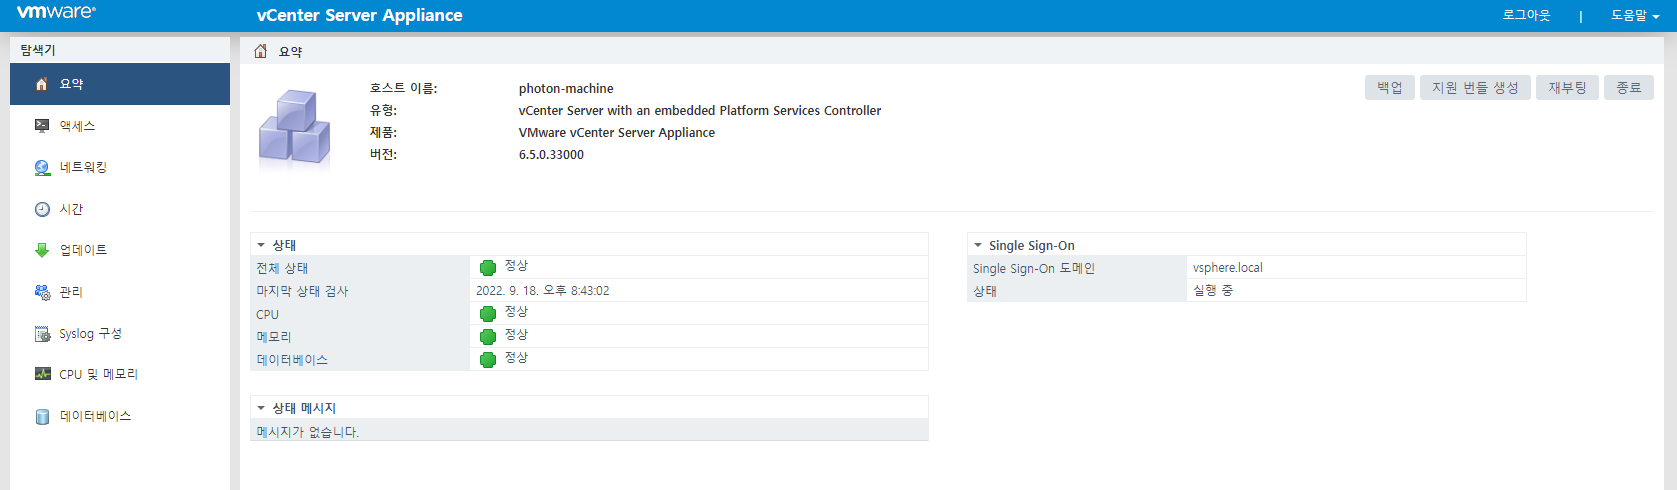 vmware
vCenter Server Appliance
로그아웃 | 도움말
탐색기
요약
액세스
네트워킹
시간
업데이트
관리
Syslog 구성
CPU 및 메모리
데이터베이스
요약
호스트 이름: photon-machine
유형: vCenter Server with an embedded Platform Services Controller
제품: VMware vCenter Server Appliance
버전: 6.5.0.33000
백업 지원 번들 생성 재부팅 종료
상태
전체 상태 정상
마지막 상태 검사 2022. 9. 18. 오후 8:43:02
CPU 정상
메모리 정상
데이터베이스 정상
상태 메시지
메시지가 없습니다.
Single Sign-On
Single Sign-On 도메인 vsphere.local
상태 실행 중